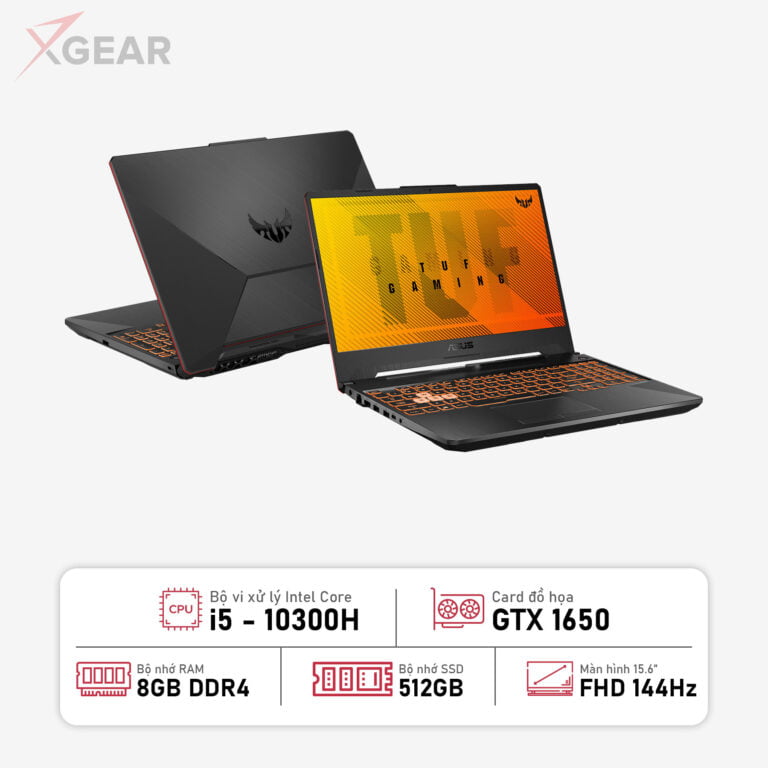 XGEAR
TUF
TUF
GAMING
ASUS
CPU
Bộ vi xử lý Intel Core
i5 - 10300H
Card đồ họa
GTX 1650
Bộ nhớ RAM
8GB DDR4
Bộ nhớ SSD
512GB
Màn hình 15.6"
FHD 144Hz